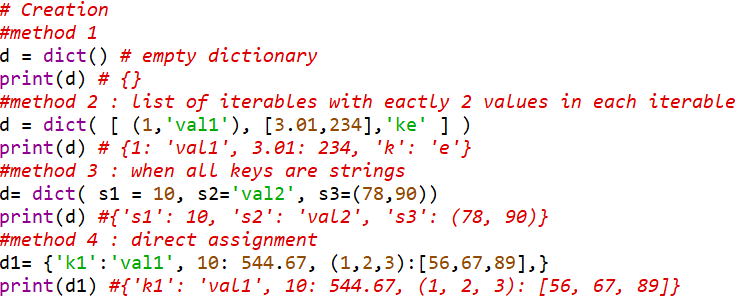 # Creation
#method 1
d = dict() # empty dictionary
print(d) # {}
#method 2 : list of iterables with eactly 2 values in each iterable
d = dict( [ (1,'val1'), [3.01,234],'ke' ] )
print(d) # {1: 'val1', 3.01: 234, 'k': 'e'}
#method 3 : when all keys are strings
d= dict( s1 = 10, s2='val2', s3=(78,90))
print(d) #{'s1': 10, 's2': 'val2', 's3': (78, 90)}
#method 4 : direct assignment
d1= {'k1':'val1', 10: 544.67, (1,2,3):[56,67,89],}
print(d1) #{'k1': 'val1', 10: 544.67, (1, 2, 3): [56, 67, 89]}